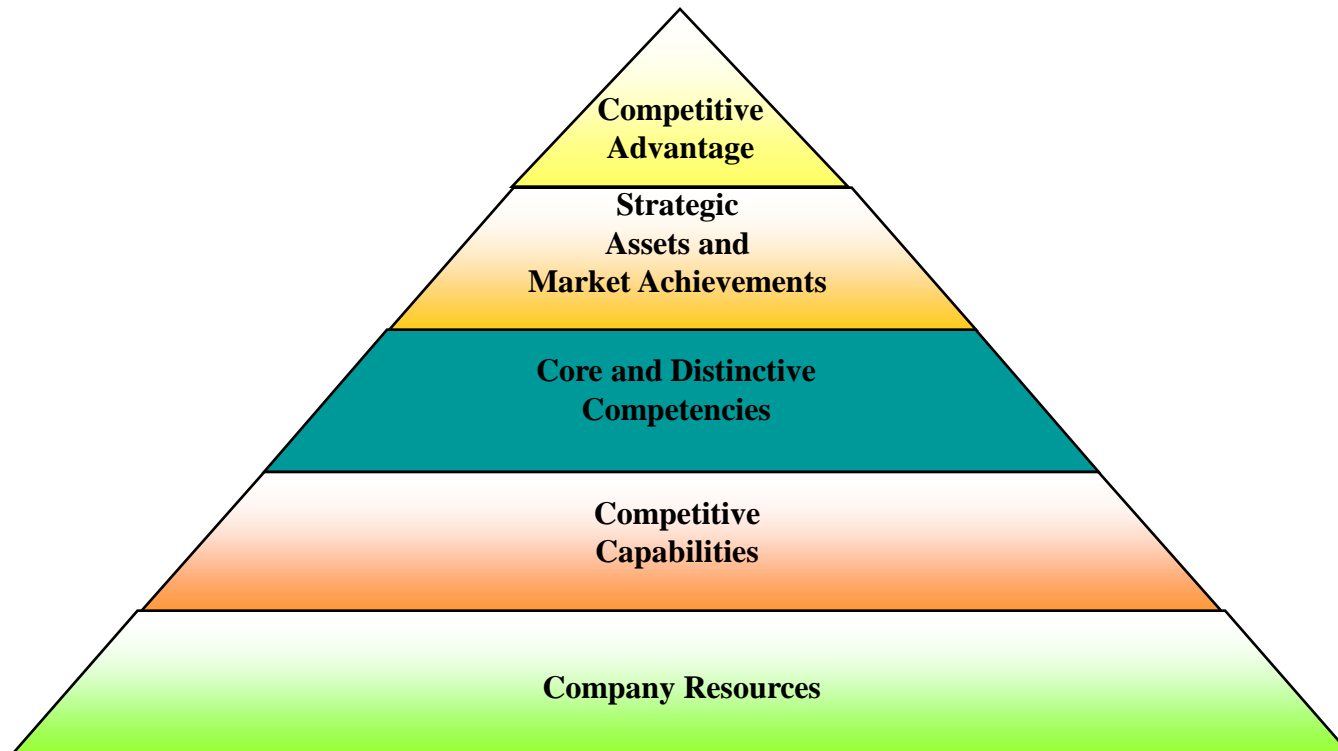 Competitive
Advantage
Strategic
Assets and
Market Achievements
Core and Distinctive
Competencies
Competitive
Capabilities
Company Resources